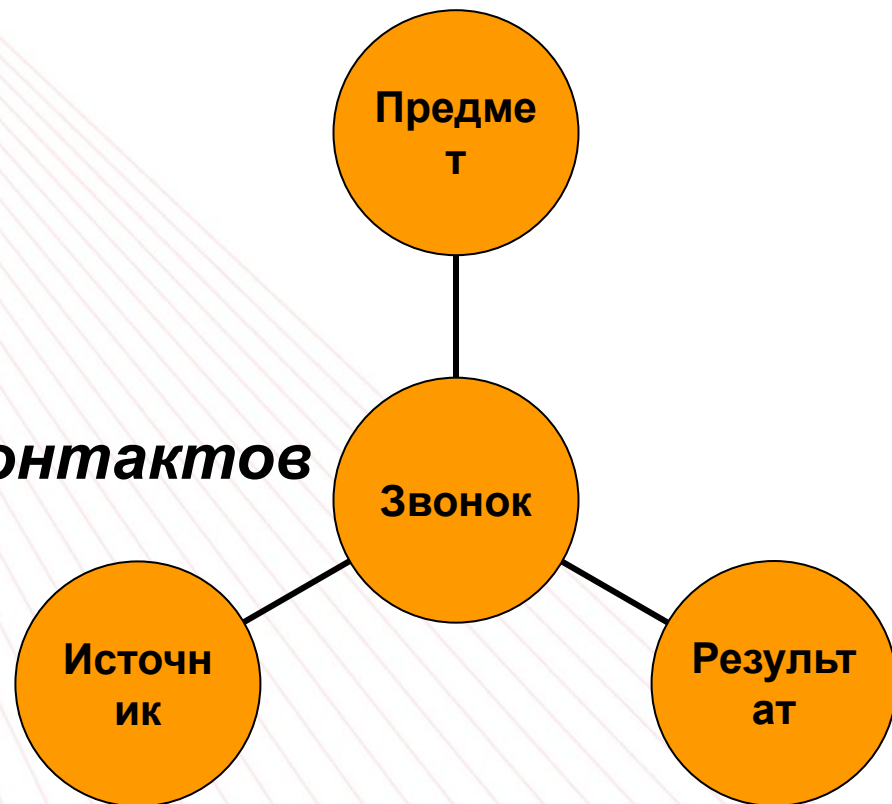 Предме
т
онтактов
Звонок
Источн
ик
Результ
ат